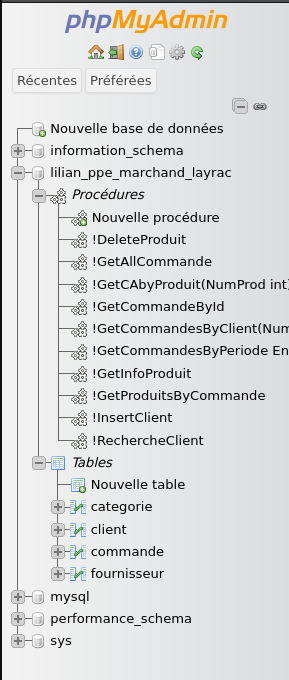 phpMyAdmin
Récentes Préférées
Nouvelle base de données
information_schema
lilian_ppe_marchand_layrac
Procédures
Nouvelle procédure
!DeleteProduit
!GetAllCommande
!GetCAbyProduit(NumProd int)
!GetCommandeById
!GetCommandesByClient(Num
!GetCommandesByPeriode En
!GetInfoProduit
!GetProduitsByCommande
!InsertClient
!RechercheClient
Tables
Nouvelle table
categorie
client
commande
fournisseur
mysql
performance_schema
sys